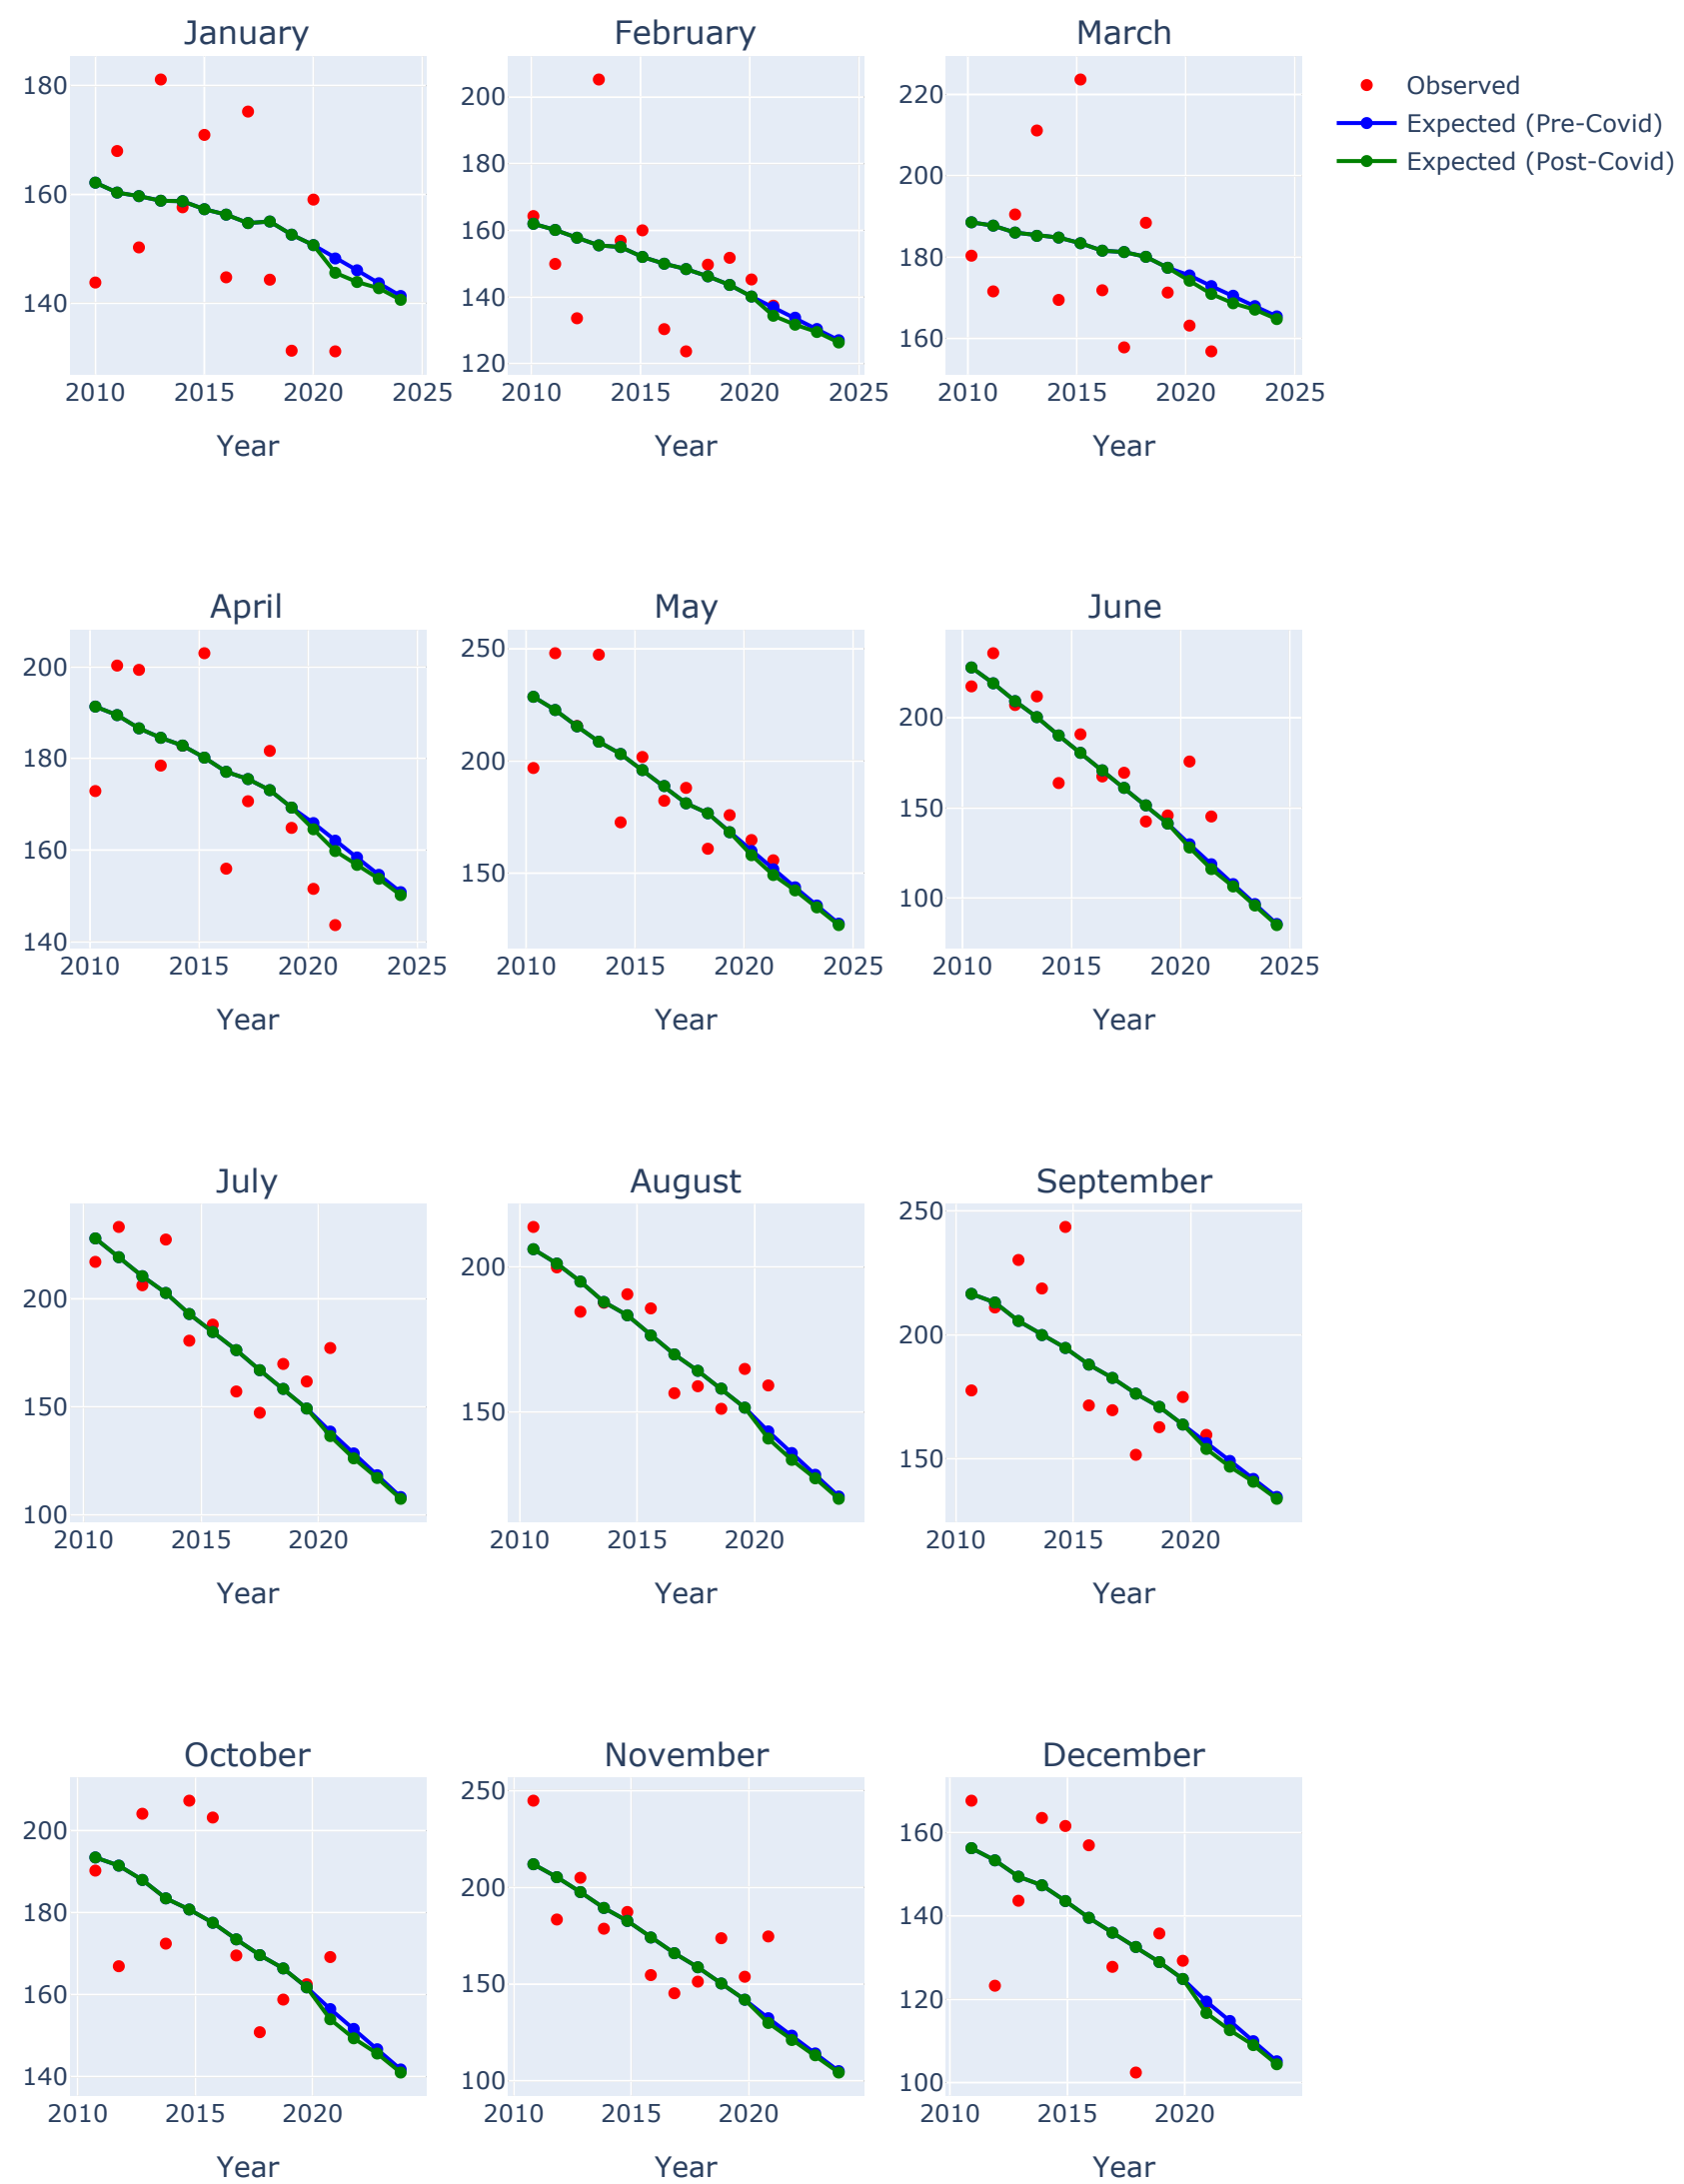 January
February
March
180
160
140
2010 2015 2020 2025
Year
200
180
160
140
120
2010 2015 2020 2025
Year
220
200
180
160
2010 2015 2020 2025
Year
Observed
Expected (Pre-Covid)
Expected (Post-Covid)
April
May
June
200
180
160
140
2010 2015 2020 2025
Year
250
200
150
2010 2015 2020 2025
Year
200
150
100
2010 2015 2020 2025
Year
July
August
September
200
150
100
2010 2015 2020
Year
200
150
2010 2015 2020
Year
250
200
150
2010 2015 2020
Year
October
November
December
200
180
160
140
2010 2015 2020
Year
250
200
150
100
2010 2015 2020
Year
160
140
120
100
2010 2015 2020
Year